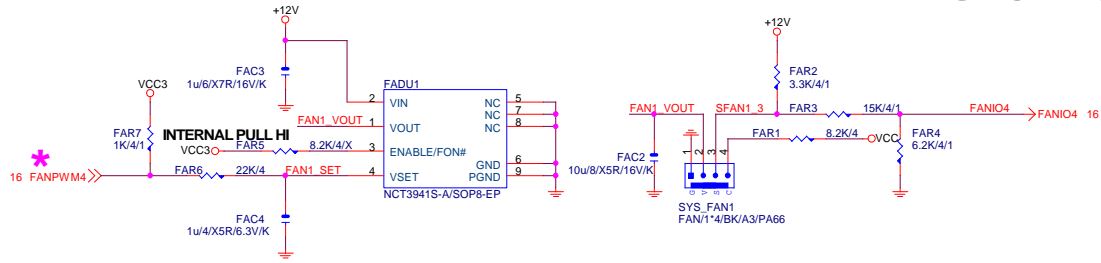 +12V
FAC3
1u/6/X7R/16V/K
VCC3
FAR7
1K/4/1
INTERNAL PULL HI
VCC3
FAR5
8.2K/4/X
*
16 FANPWM4
FAR6
22K/4
FAN1_SET
FAC4
1u/4/X5R/6.3V/K
FAN1_VOUT
FADU1
2 VIN
1 VOUT
3 ENABLE/FON#
4 VSET
NC 5
NC 7
NC 8
GND 6
PGND 9
NCT3941S-A/SOP8-EP
+12V
FAR2
3.3K/4/1
FAN1_VOUT
SFAN1_3
FAR3
15K/4/1
FANIO4 16
FAR1
8.2K/4
VCC
FAR4
6.2K/4/1
FAC2
10u/8/X5R/16V/K
1 2 3 4
G V S C
SYS_FAN1
FAN/1*4/BK/A3/PA66